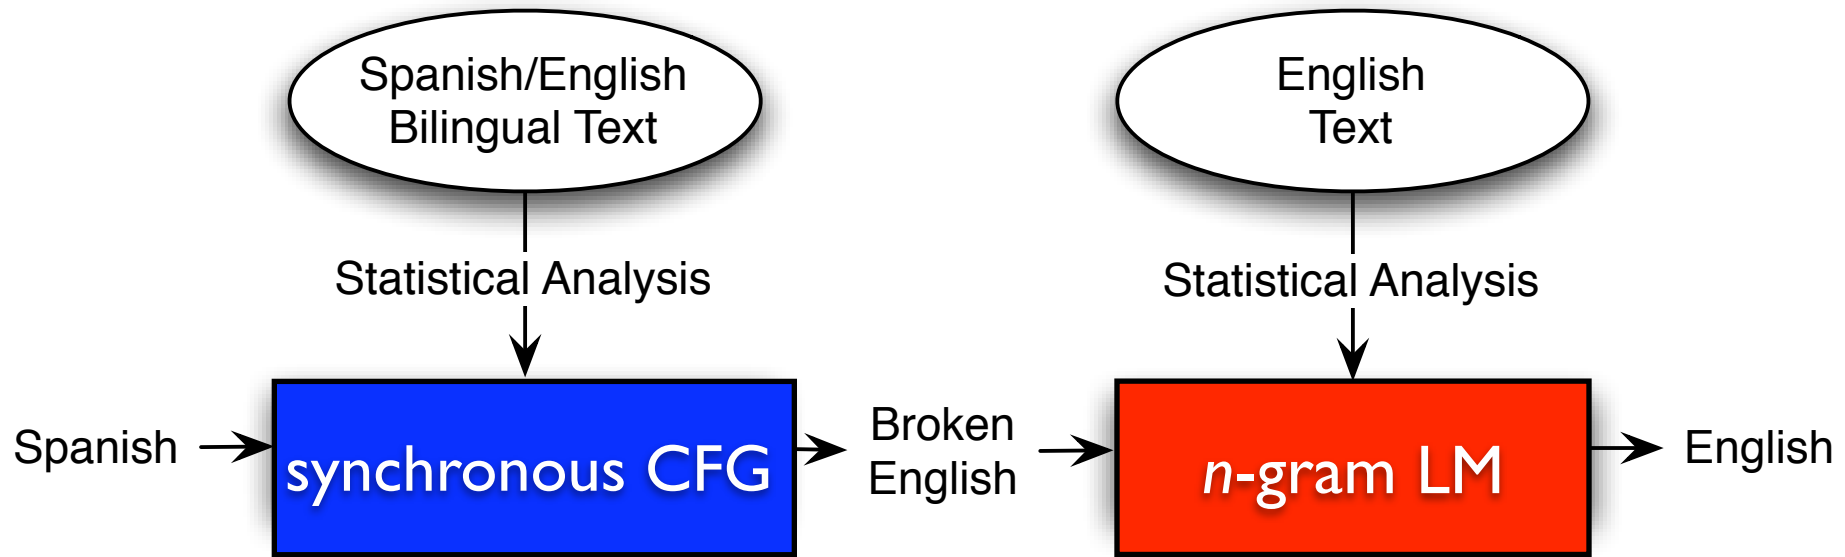 Spanish/English
Bilingual Text
English
Text
Statistical Analysis
Statistical Analysis
Spanish
synchronous CFG
Broken
English
n-gram LM
English